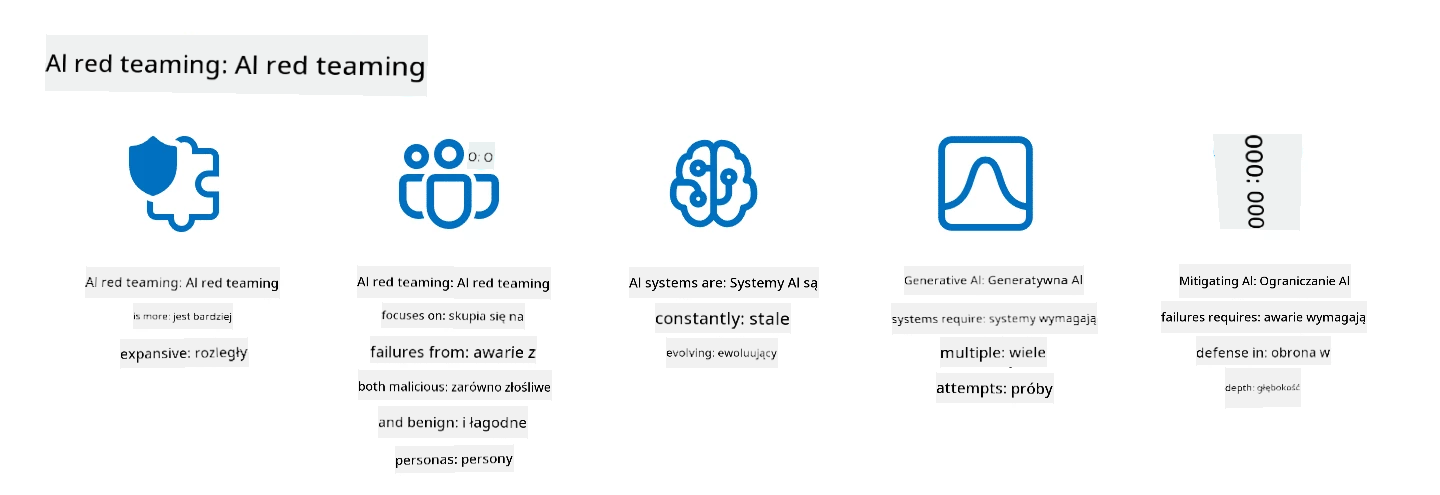 AI red teaming: AI red teaming
O: O
000: 000
AI red teaming: AI red teaming
is more: jest bardziej
expansive: rozległy
AI red teaming: AI red teaming
focuses on: skupia się na
failures from: awarie z
both malicious: zarówno złośliwe
and benign: i łagodne
personas: persony
AI systems are: Systemy AI są
constantly: stale
evolving: ewoluujący
Generative AI: Generatywna AI
systems require: systemy wymagają
multiple: wiele
attempts: próby
Mitigating AI: Ograniczanie AI
failures requires: awarie wymagają
defense in: obrona w
depth: głębokość